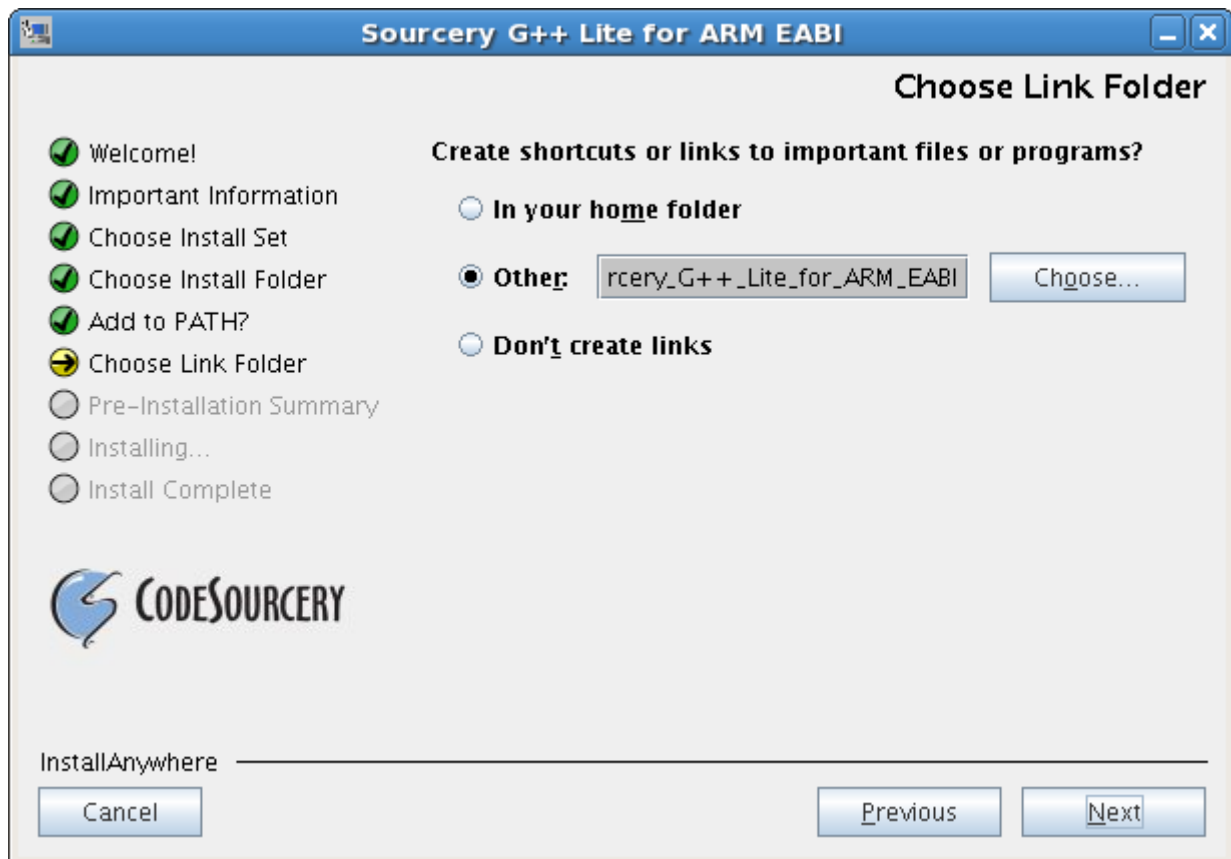 Sourcery G++ Lite for ARM EABI
Choose Link Folder
Welcome!
Important Information
Choose Install Set
Choose Install Folder
Add to PATH?
Choose Link Folder
Pre-Installation Summary
Installing...
Install Complete
Create shortcuts or links to important files or programs?
In your home folder
Other: rcery_G++_Lite_for_ARM_EABI Choose...
Don't create links
CODESOURCERY
InstallAnywhere
Cancel Previous Next